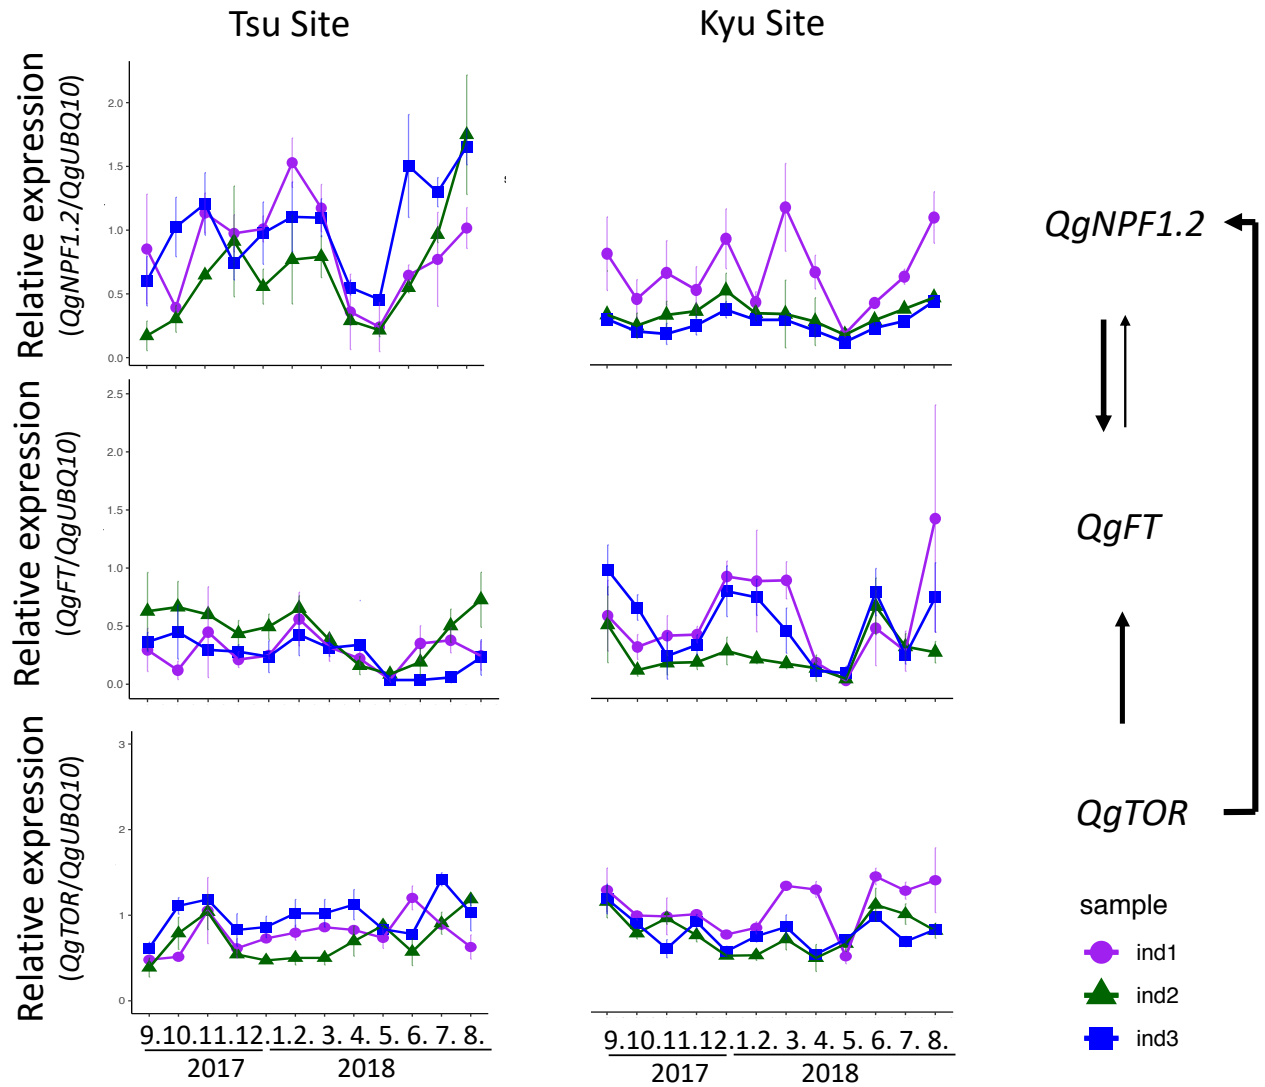 Tsu Site
Kyu Site
Relative expression
(QgNPF1.2/QgUBQ10)
2.0
1.5
1.0
0.5
0.0
QgNPF1.2
Relative expression
(QgFT/QgUBQ10)
2.5
2.0
1.5
1.0
0.5
0.0
QgFT
Relative expression
(QgTOR/QgUBQ10)
3
2
1
0
QgTOR
sample
ind1
ind2
ind3
9.10.11.12.1.2. 3. 4. 5. 6. 7. 8.
2017
2018
9.10.11.12.1.2. 3. 4. 5. 6. 7. 8.
2017
2018